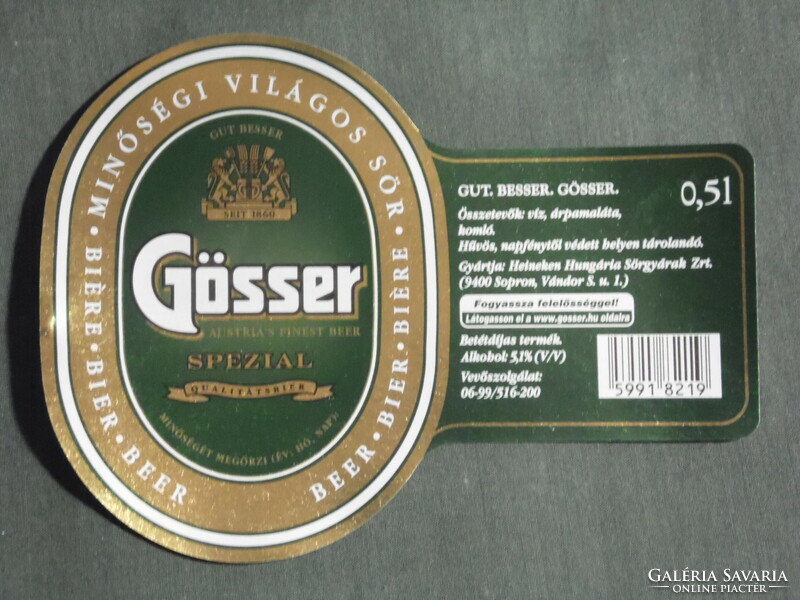 MINŐSÉGI VILÁGOS SÖR • BIÈRE • BIER • BEER
BEER • BIER • BIÈRE •
GUT BESSER
SEIT 1860
Gösser
AUSTRIA'S FINEST BEER
SPEZIAL
QUALITÄTSBIER
MINŐSÉGÉT MEGŐRZI (ÉV, HÓ, NAP):
GUT. BESSER. GÖSSER.
0,5l
Összetevők: víz, árpamaláta,
komló.
Hűvös, napfénytől védett helyen tárolandó.
Gyártja: Heineken Hungária Sörgyárak Zrt.
(9400 Sopron, Vándor S. u. 1.)
Fogyassza felelősséggel!
Látogasson el a www.gosser.hu oldalra
Betétdíjas termék.
Alkohol: 5,1% (V/V)
Vevőszolgálat:
06-99/516-200
5991 8219
GALÉRIA SAVARIA
ONLINE PIACTÉR